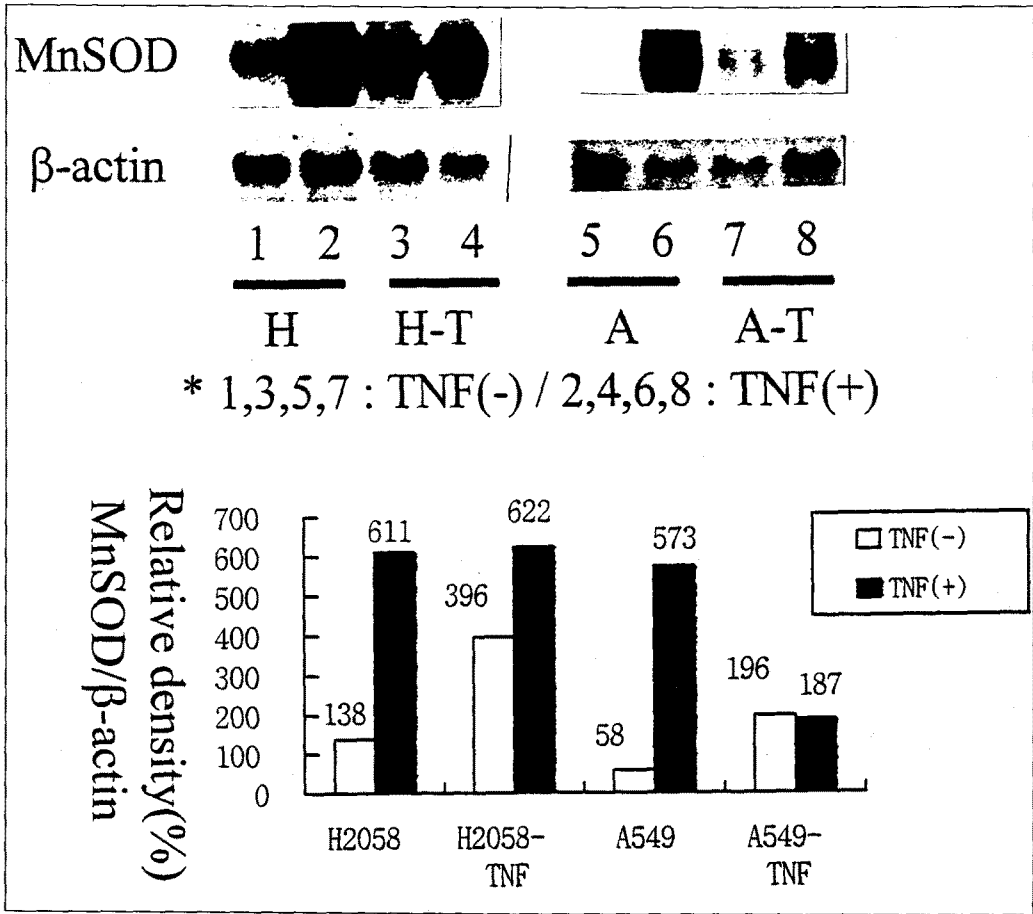 MnSOD
β-actin
1 2 3 4 5 6 7 8
H H-T A A-T
* 1,3,5,7 : TNF(-) / 2,4,6,8 : TNF(+)
Relative density(%)
MnSOD/β-actin
700
600
500
400
300
200
100
0
138
611
396
622
58
573
196
187
H2058
H2058-
TNF
A549
A549-
TNF
TNF(-)
TNF(+)